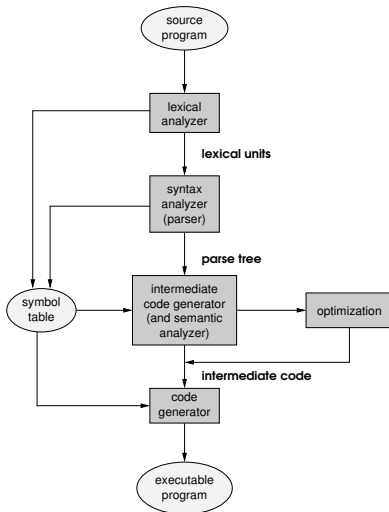 source
program
lexical
analyzer
lexical units
syntax
analyzer
(parser)
parse tree
symbol
table
intermediate
code generator
(and semantic
analyzer)
optimization
intermediate code
code
generator
executable
program